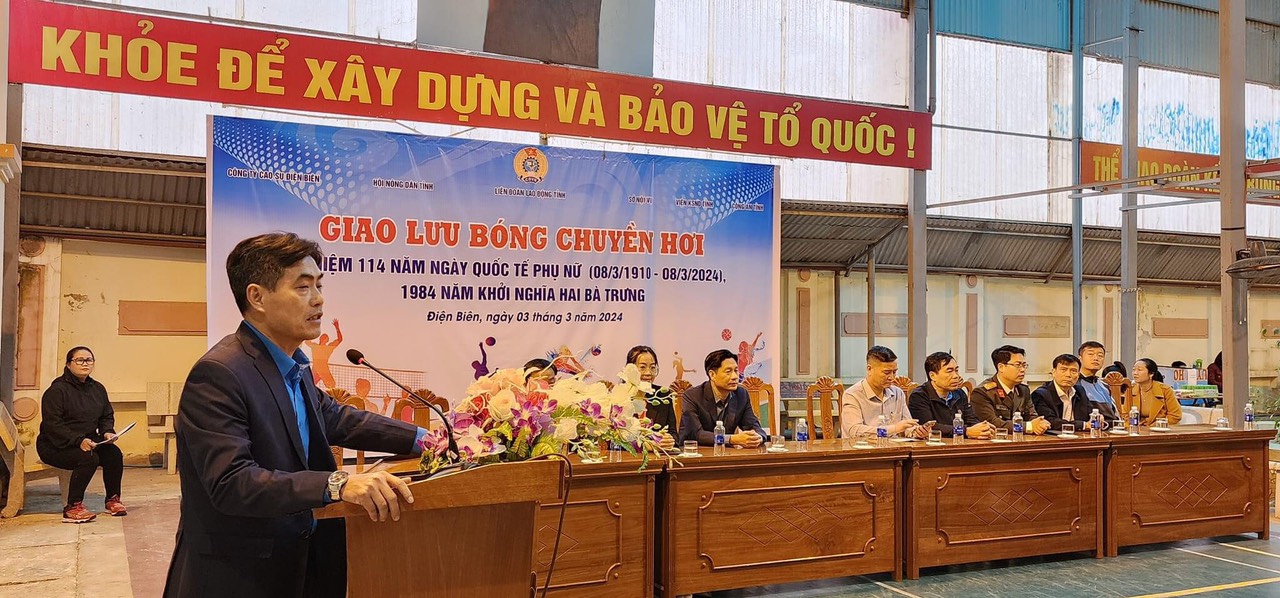 KHỎE ĐỂ XÂY DỰNG VÀ BẢO VỆ TỔ QUỐC !
CÔNG TY CAO SU ĐIỆN BIÊN
HỘI NÔNG DÂN TỈNH
LIÊN ĐOÀN LAO ĐỘNG TỈNH
SỞ NỘI VỤ
VIỆN KSND TỈNH
CÔNG AN TỈNH
GIAO LƯU BÓNG CHUYỀN HƠI
IỆM 114 NĂM NGÀY QUỐC TẾ PHỤ NỮ (08/3/1910 - 08/3/2024),
1984 NĂM KHỞI NGHĨA HAI BÀ TRƯNG
Điện Biên, ngày 03 tháng 3 năm 2024
THỂ THAO ĐOÀN K